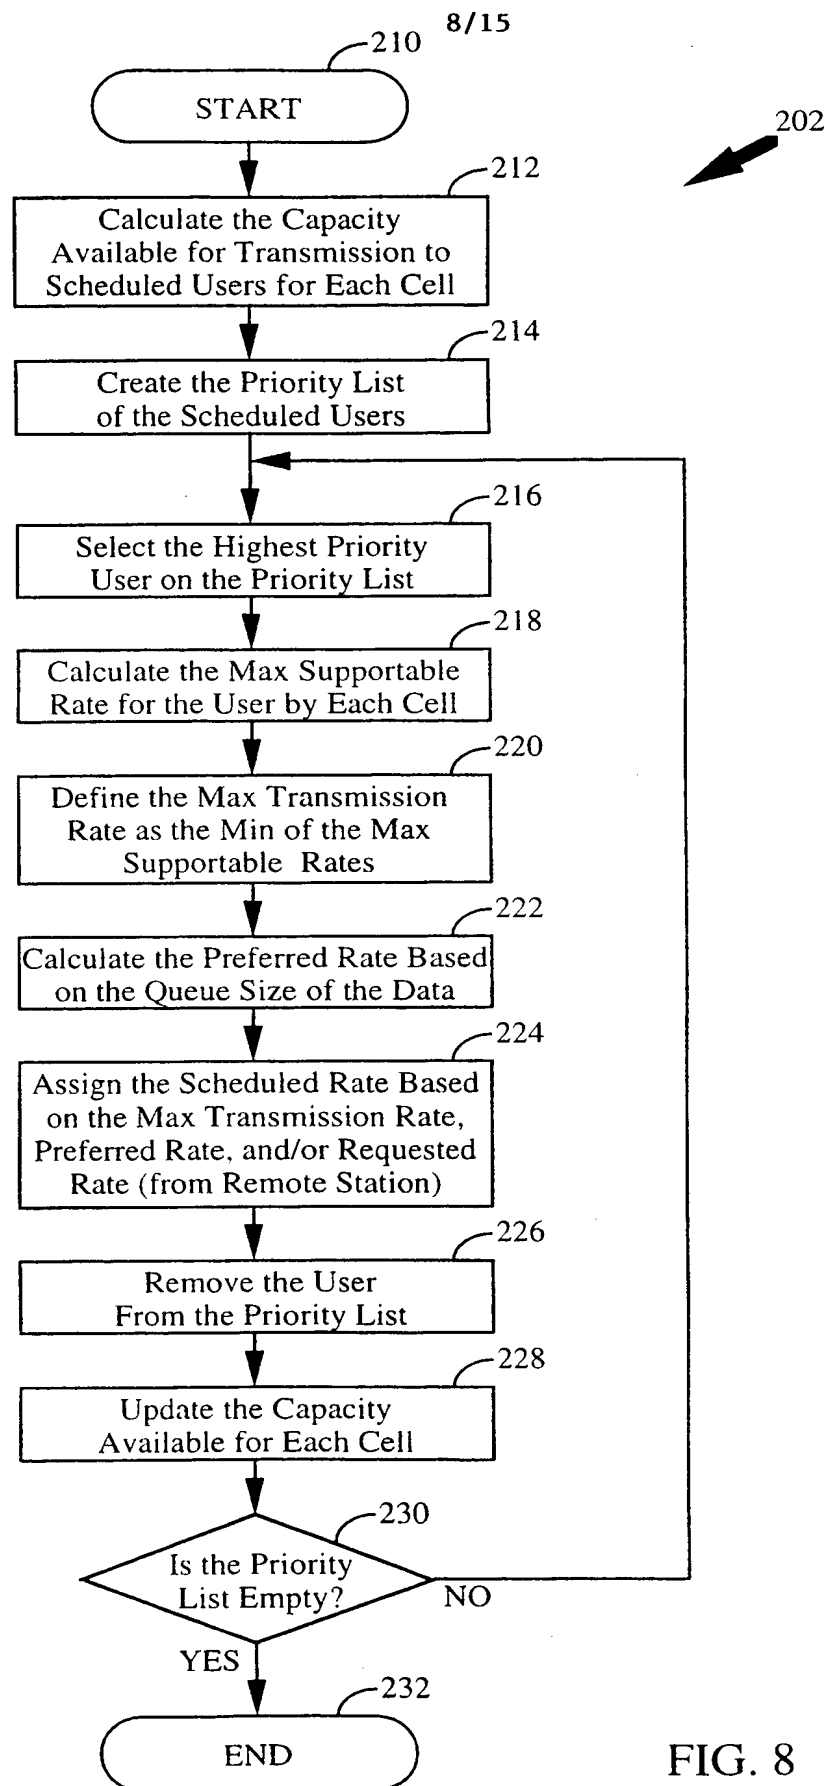 8/15
210
START
202
212
Calculate the Capacity
Available for Transmission to
Scheduled Users for Each Cell
214
Create the Priority List
of the Scheduled Users
216
Select the Highest Priority
User on the Priority List
218
Calculate the Max Supportable
Rate for the User by Each Cell
220
Define the Max Transmission
Rate as the Min of the Max
Supportable Rates
222
Calculate the Preferred Rate Based
on the Queue Size of the Data
224
Assign the Scheduled Rate Based
on the Max Transmission Rate,
Preferred Rate, and/or Requested
Rate (from Remote Station)
226
Remove the User
From the Priority List
228
Update the Capacity
Available for Each Cell
230
Is the Priority
List Empty?
NO
YES
232
END
FIG. 8